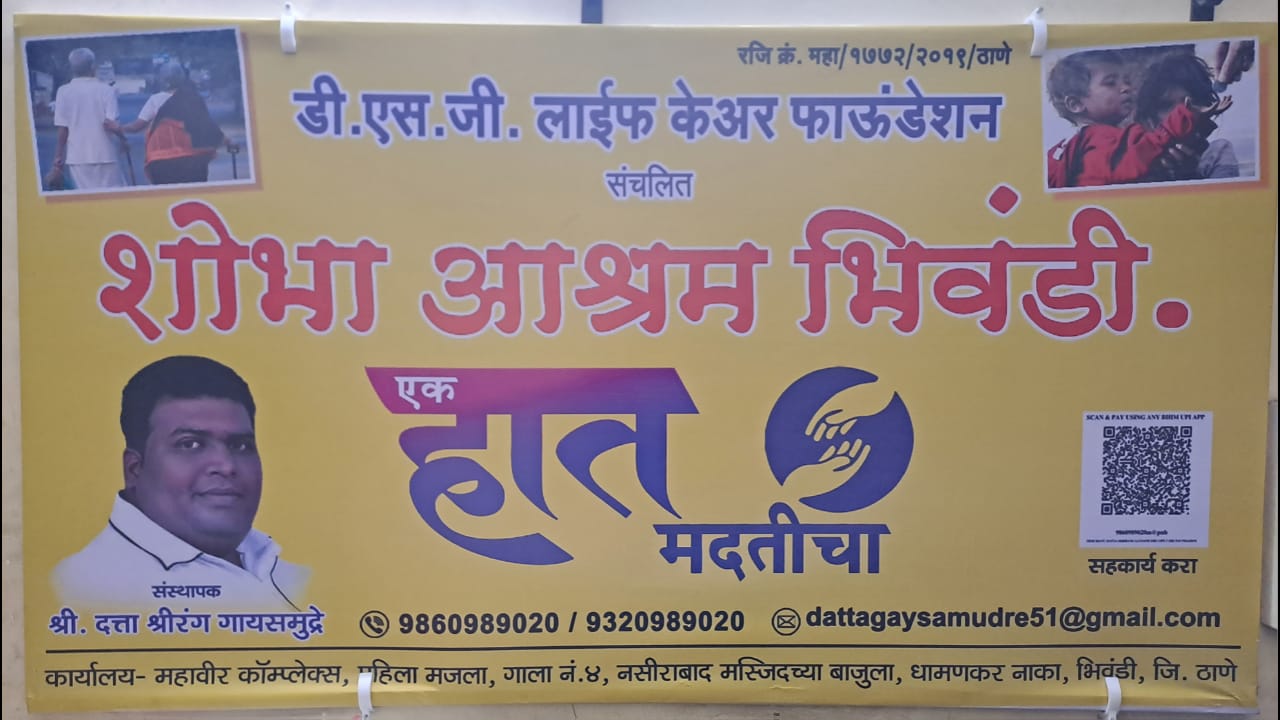 रजि क्रं. महा/१७७२/२०१९/ठाणे
डी.एस.जी. लाईफ केअर फाऊंडेशन
संचलित
शोभा आश्रम भिवंडी.
एक
हात
मदतीचा
SCAN & PAY USING ANY BHIM UPI APP
सहकार्य करा
संस्थापक
श्री. दत्ता श्रीरंग गायसमुद्रे
9860989020 / 9320989020
dattagaysamudre51@gmail.com
कार्यालय- महावीर कॉम्प्लेक्स, पहिला मजला, गाला नं.४, नसीराबाद मस्जिदच्या बाजुला, धामणकर नाका, भिवंडी, जि. ठाणे